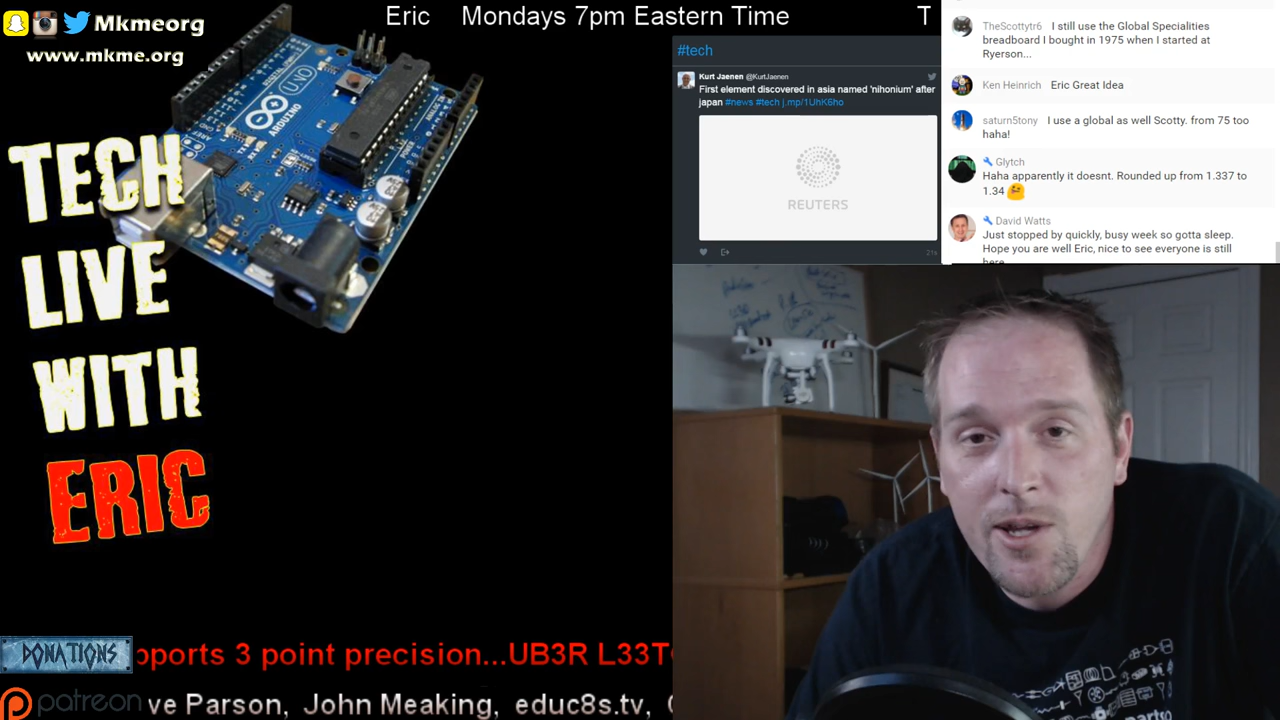 Mkmeorg
www.mkme.org
Eric Mondays 7pm Eastern Time T
TECH
LIVE
WITH
ERIC
UNO
ARDUINO
#tech
Kurt Jaenen @KurtJaenen
First element discovered in asia named 'nihonium' after
japan #news #tech j.mp/1UhK6ho
REUTERS
21s
TheScottytr6 I still use the Global Specialities
breadboard I bought in 1975 when I started at
Ryerson...
Ken Heinrich Eric Great Idea
saturn5tony I use a global as well Scotty. from 75 too
haha!
Glytch
Haha apparently it doesnt. Rounded up from 1.337 to
1.34
David Watts
Just stopped by quickly, busy week so gotta sleep.
Hope you are well Eric, nice to see everyone is still
here
DONATIONS
pports 3 point precision...UB3R L33T
patreon
ve Parson, John Meaking, educ8s.tv,